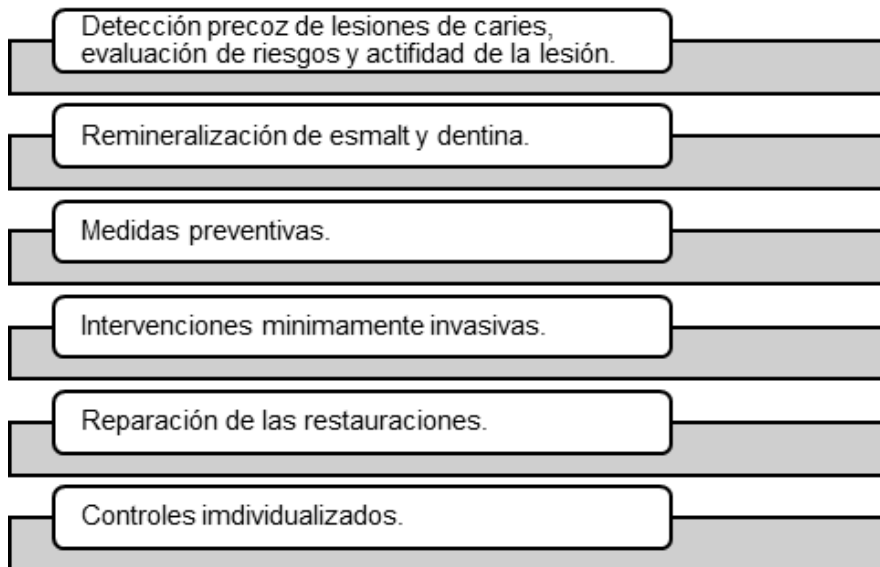 Detección precoz de lesiones de caries,
evaluación de riesgos y actifidad de la lesión.
Remineralización de esmalt y dentina.
Medidas preventivas.
Intervenciones minimamente invasivas.
Reparación de las restauraciones.
Controles imdividualizados.